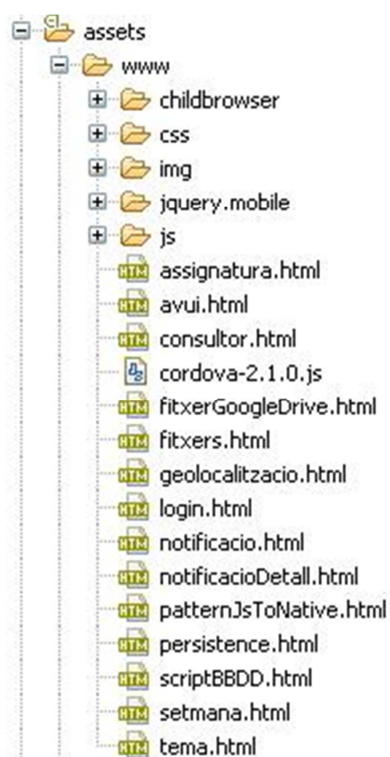 assets
www
childbrowser
css
img
jquery.mobile
js
assignatura.html
avui.html
consultor.html
cordova-2.1.0.js
fitxerGoogleDrive.html
fitxers.html
geolocalitzacio.html
login.html
notificacio.html
notificacioDetall.html
patternJsToNative.html
persistence.html
scriptBBDD.html
setmana.html
tema.html